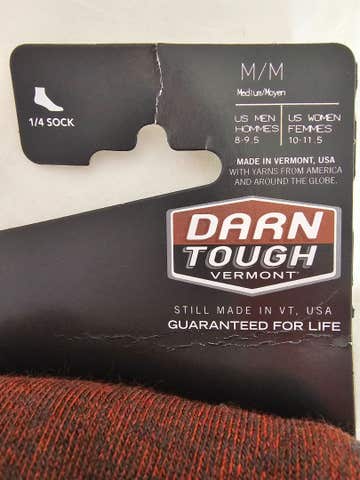 1/4 SOCK
M/M
Medium/Moyen
US MEN
HOMMES
8-9.5
US WOMEN
FEMMES
10-11.5
MADE IN VERMONT, USA
WITH YARNS FROM AMERICA
AND AROUND THE GLOBE.
DARN
TOUGH
VERMONT
STILL MADE IN VT, USA
GUARANTEED FOR LIFE